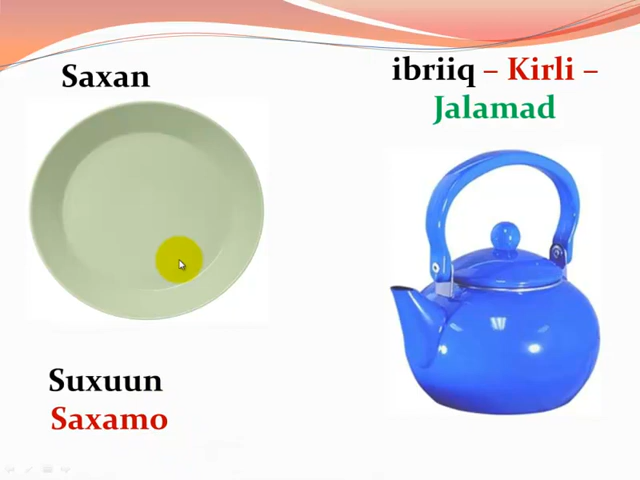 Saxan
ibriiq – Kirli –
Jalamad
Suxuun
Saxamo